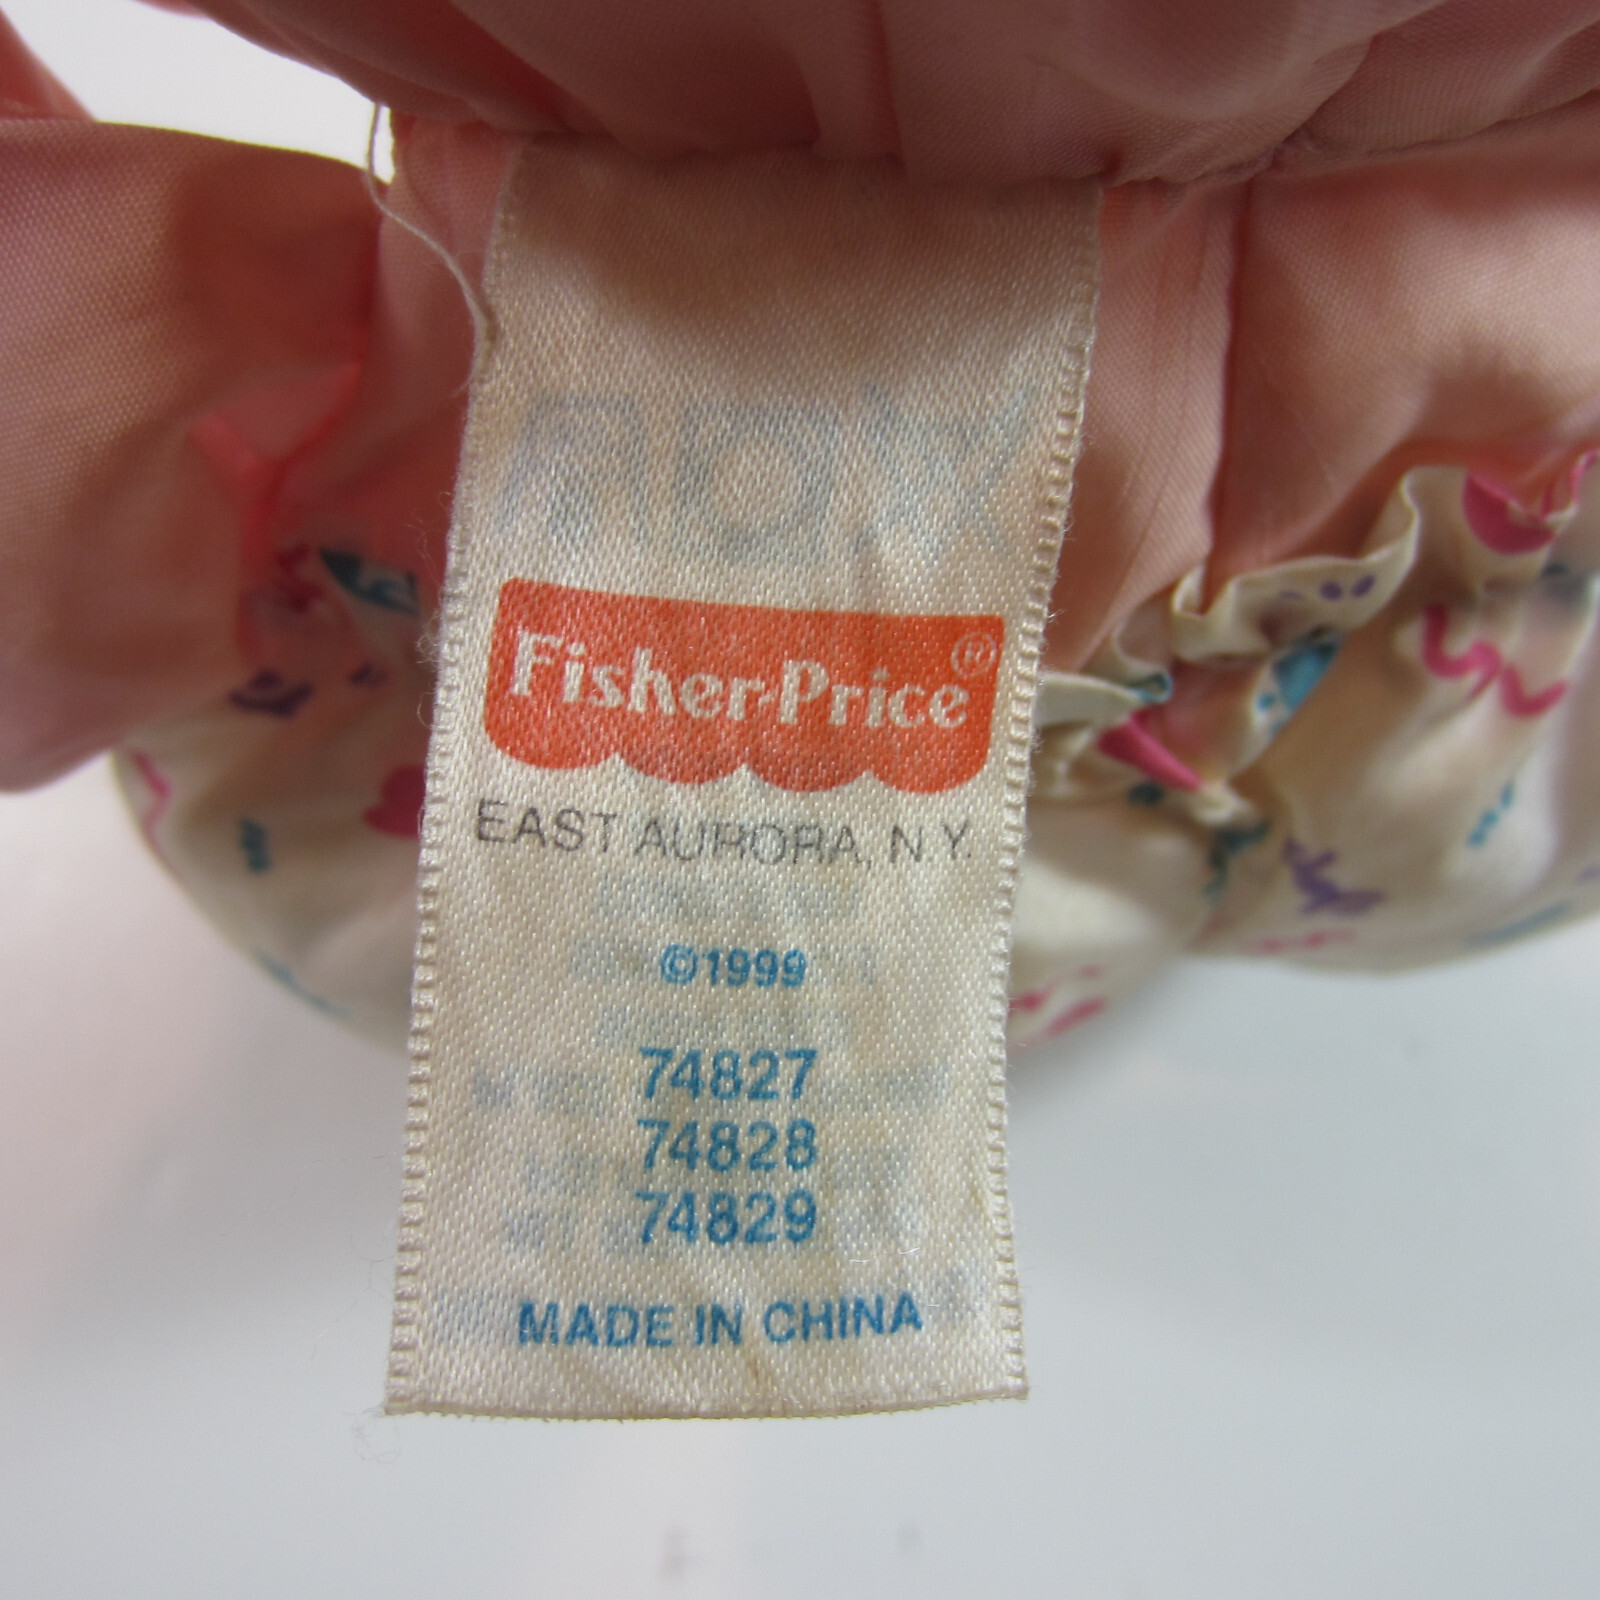 Fisher-Price®
EAST AURORA, N.Y.
©1999
74827
74828
74829
MADE IN CHINA